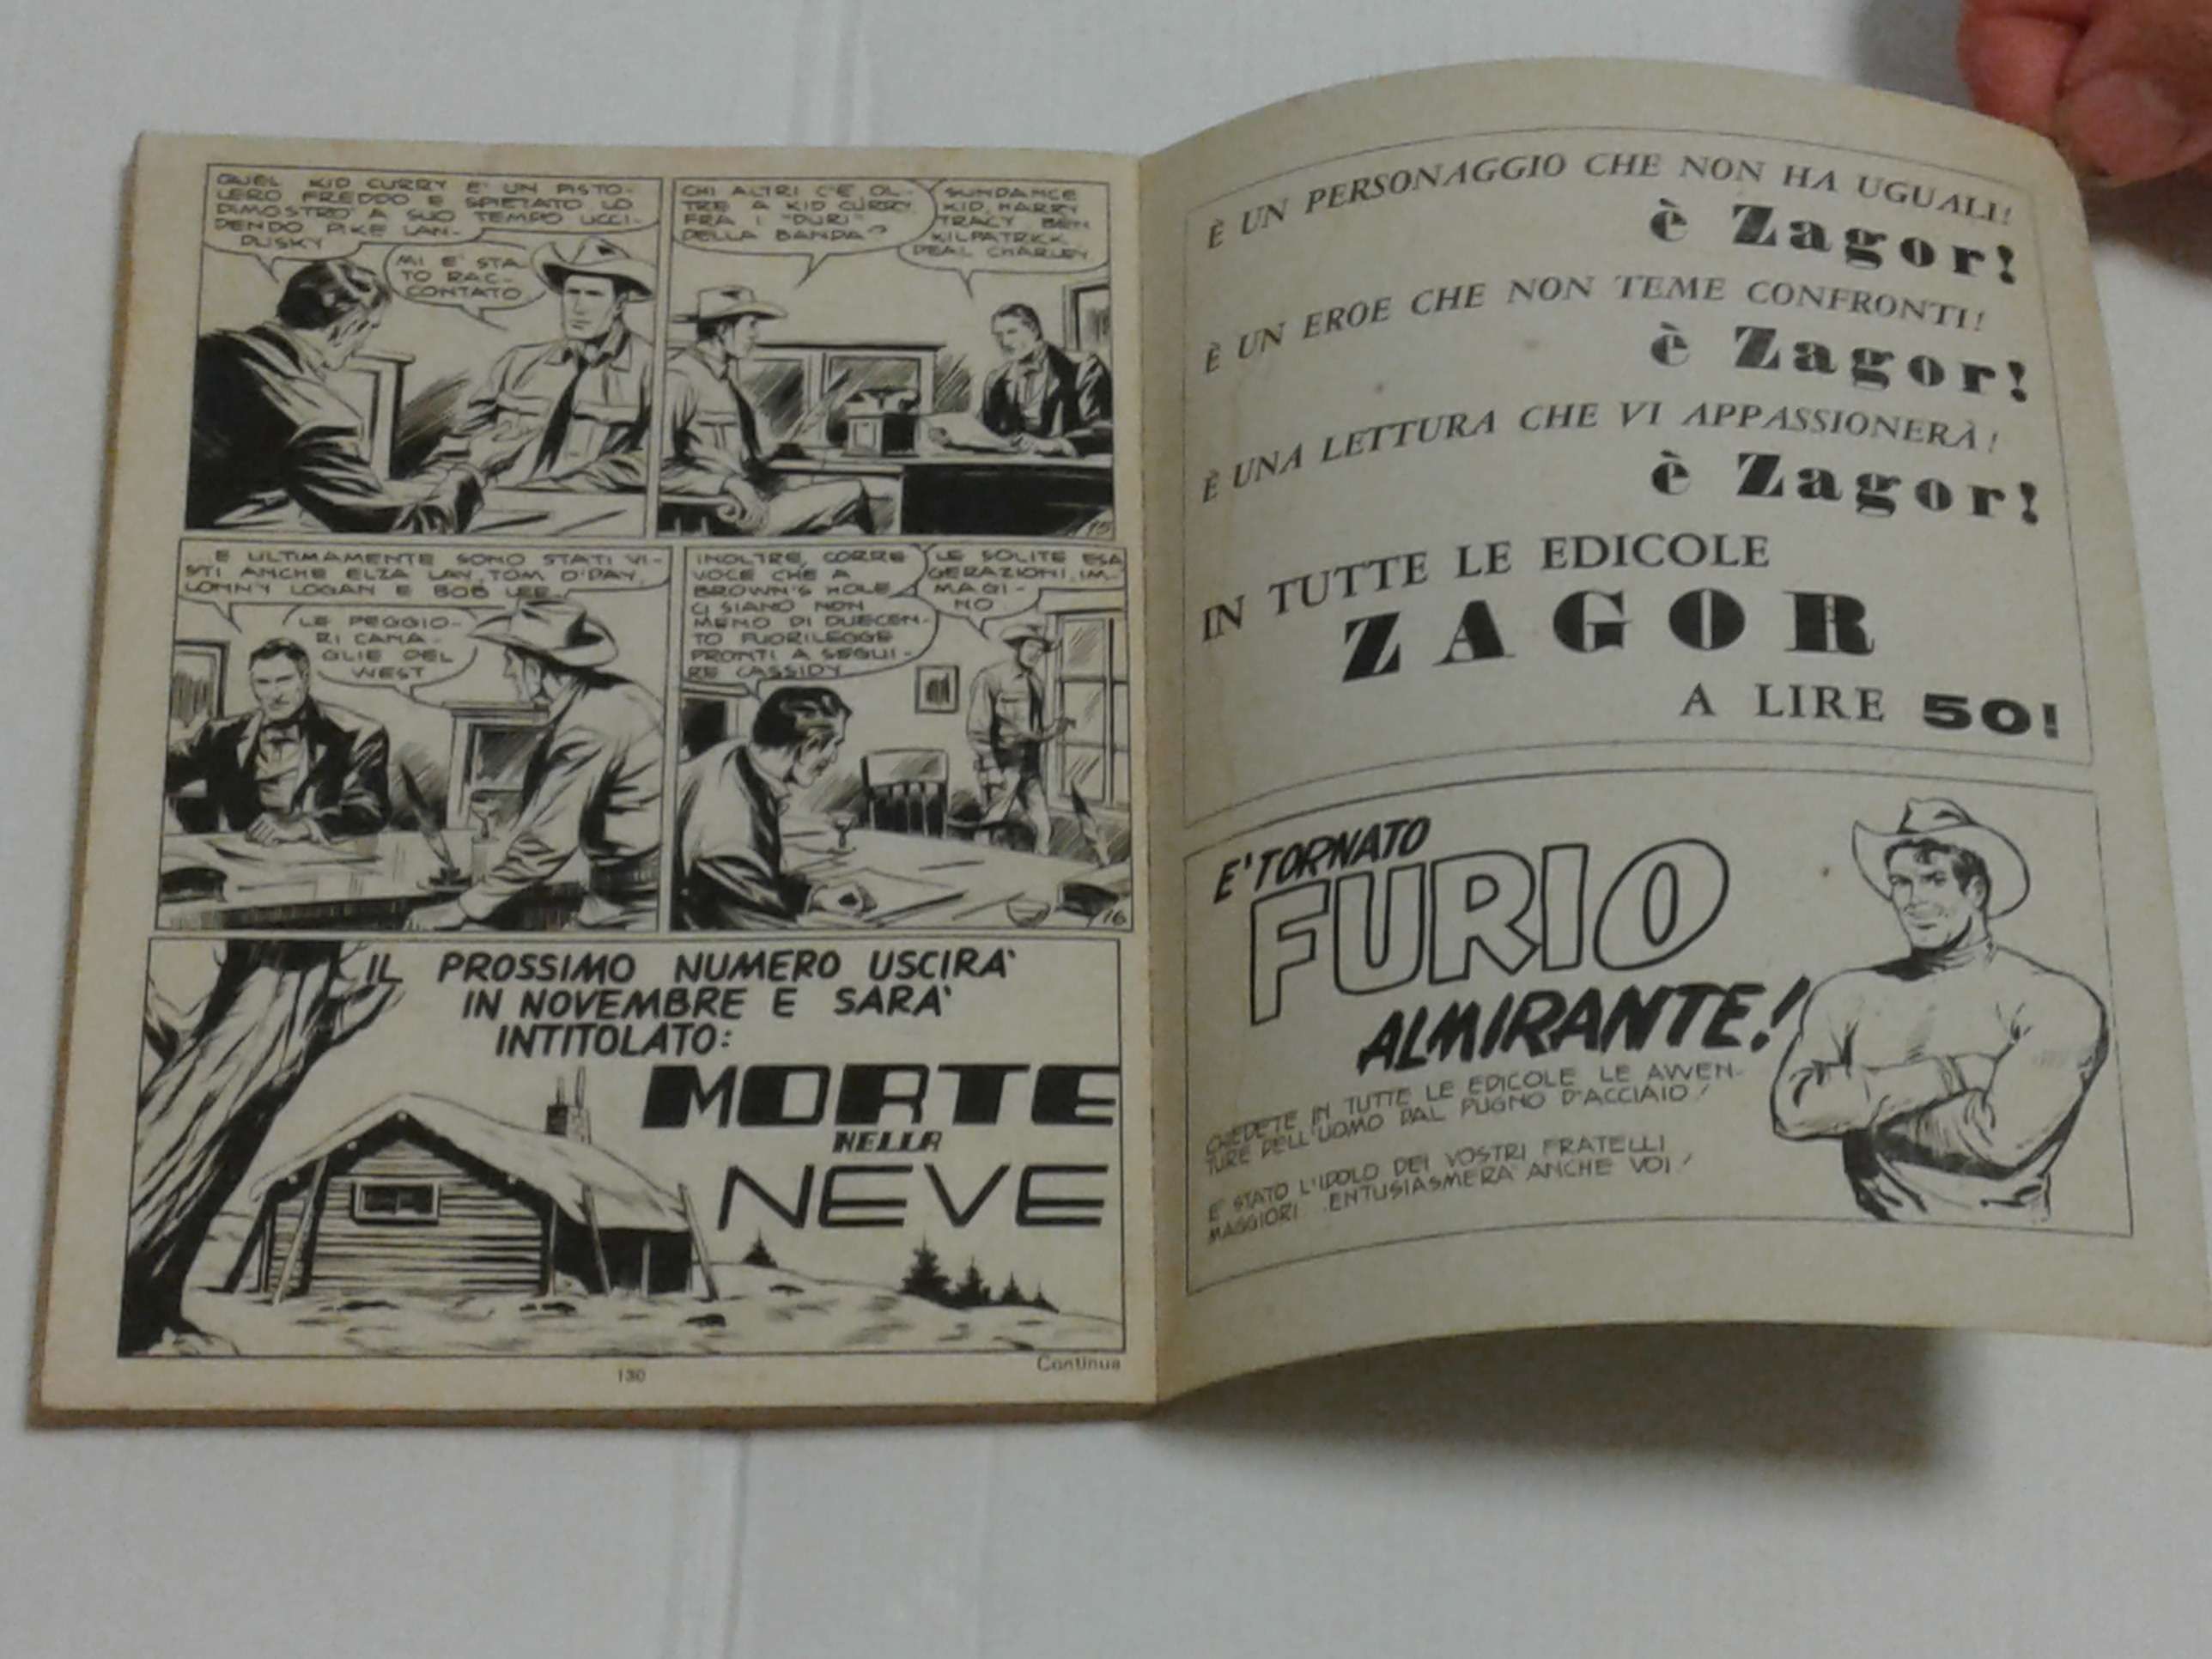 QUEL KID CURRY E' UN PISTO-
LERO FREDDO E SPIETATO. LO
DIMOSTRO' A SUO TEMPO UCCI-
DENDO PIKE LAN-
DUSKY
MI E' STA-
TO RAC-
CONTATO
CHI ALTRI C'E' OL-
TRE A KID CURRY
FRA I "DURI"
DELLA BANDA?
SUNDANCE
KID, HARRY
TRACY, BEN
KILPATRICK,
DEAL CHARLEY
15
...E ULTIMAMENTE SONO STATI VI-
STI ANCHE ELZA LAY, TOM O'DAY,
LONNY LOGAN E BOB LEE
LE PEGGIO-
RI CANA-
GLIE DEL
WEST
INOLTRE, CORRE
VOCE CHE A
BROWN'S HOLE
CI SIANO NON
MENO DI DUECEN-
TO FUORILEGGE
PRONTI A SEGUI-
RE CASSIDY
LE SOLITE ESA
GERAZIONI, IM-
MAGI-
NO
16
IL PROSSIMO NUMERO USCIRA'
IN NOVEMBRE E SARA'
INTITOLATO:
MORTE
NELLA
NEVE
Continua
130
È UN PERSONAGGIO CHE NON HA UGUALI!
è Zagor!
È UN EROE CHE NON TEME CONFRONTI!
è Zagor!
È UNA LETTURA CHE VI APPASSIONERÀ!
è Zagor!
IN TUTTE LE EDICOLE
ZAGOR
A LIRE 50!
E' TORNATO
FURIO
ALMIRANTE!
CHIEDETE IN TUTTE LE EDICOLE LE AVVEN-
TURE DELL'UOMO DAL PUGNO D'ACCIAIO!
E' STATO L'IDOLO DEI VOSTRI FRATELLI
MAGGIORI. ENTUSIASMERA' ANCHE VOI!